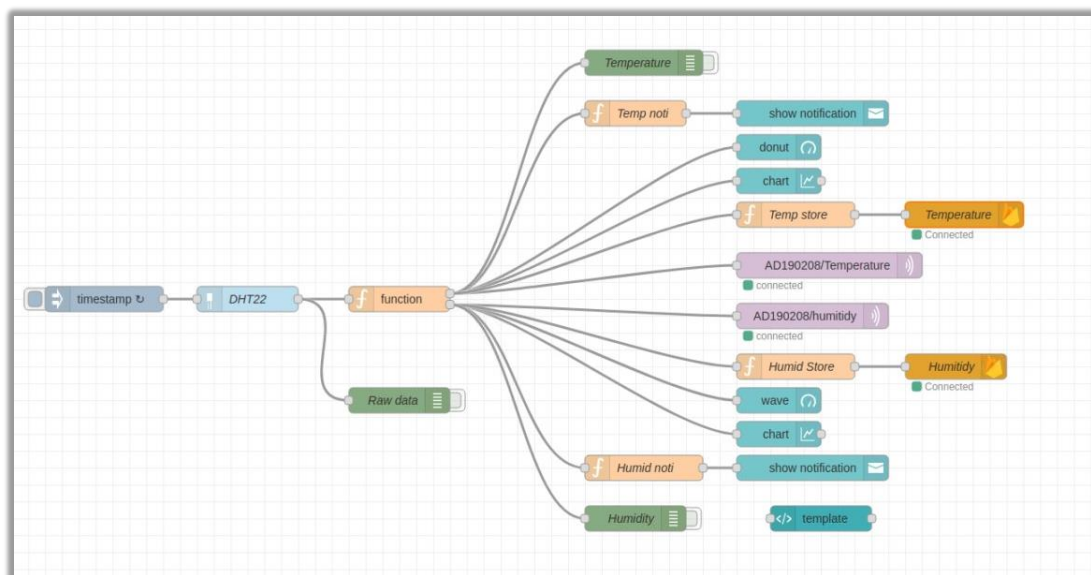 Temperature
Temp noti
show notification
donut
chart
Temp store
Temperature
Connected
AD190208/Temperature
connected
timestamp ↻
DHT22
function
AD190208/humitidy
connected
Humid Store
Humitidy
Connected
Raw data
wave
chart
Humid noti
show notification
Humidity
template